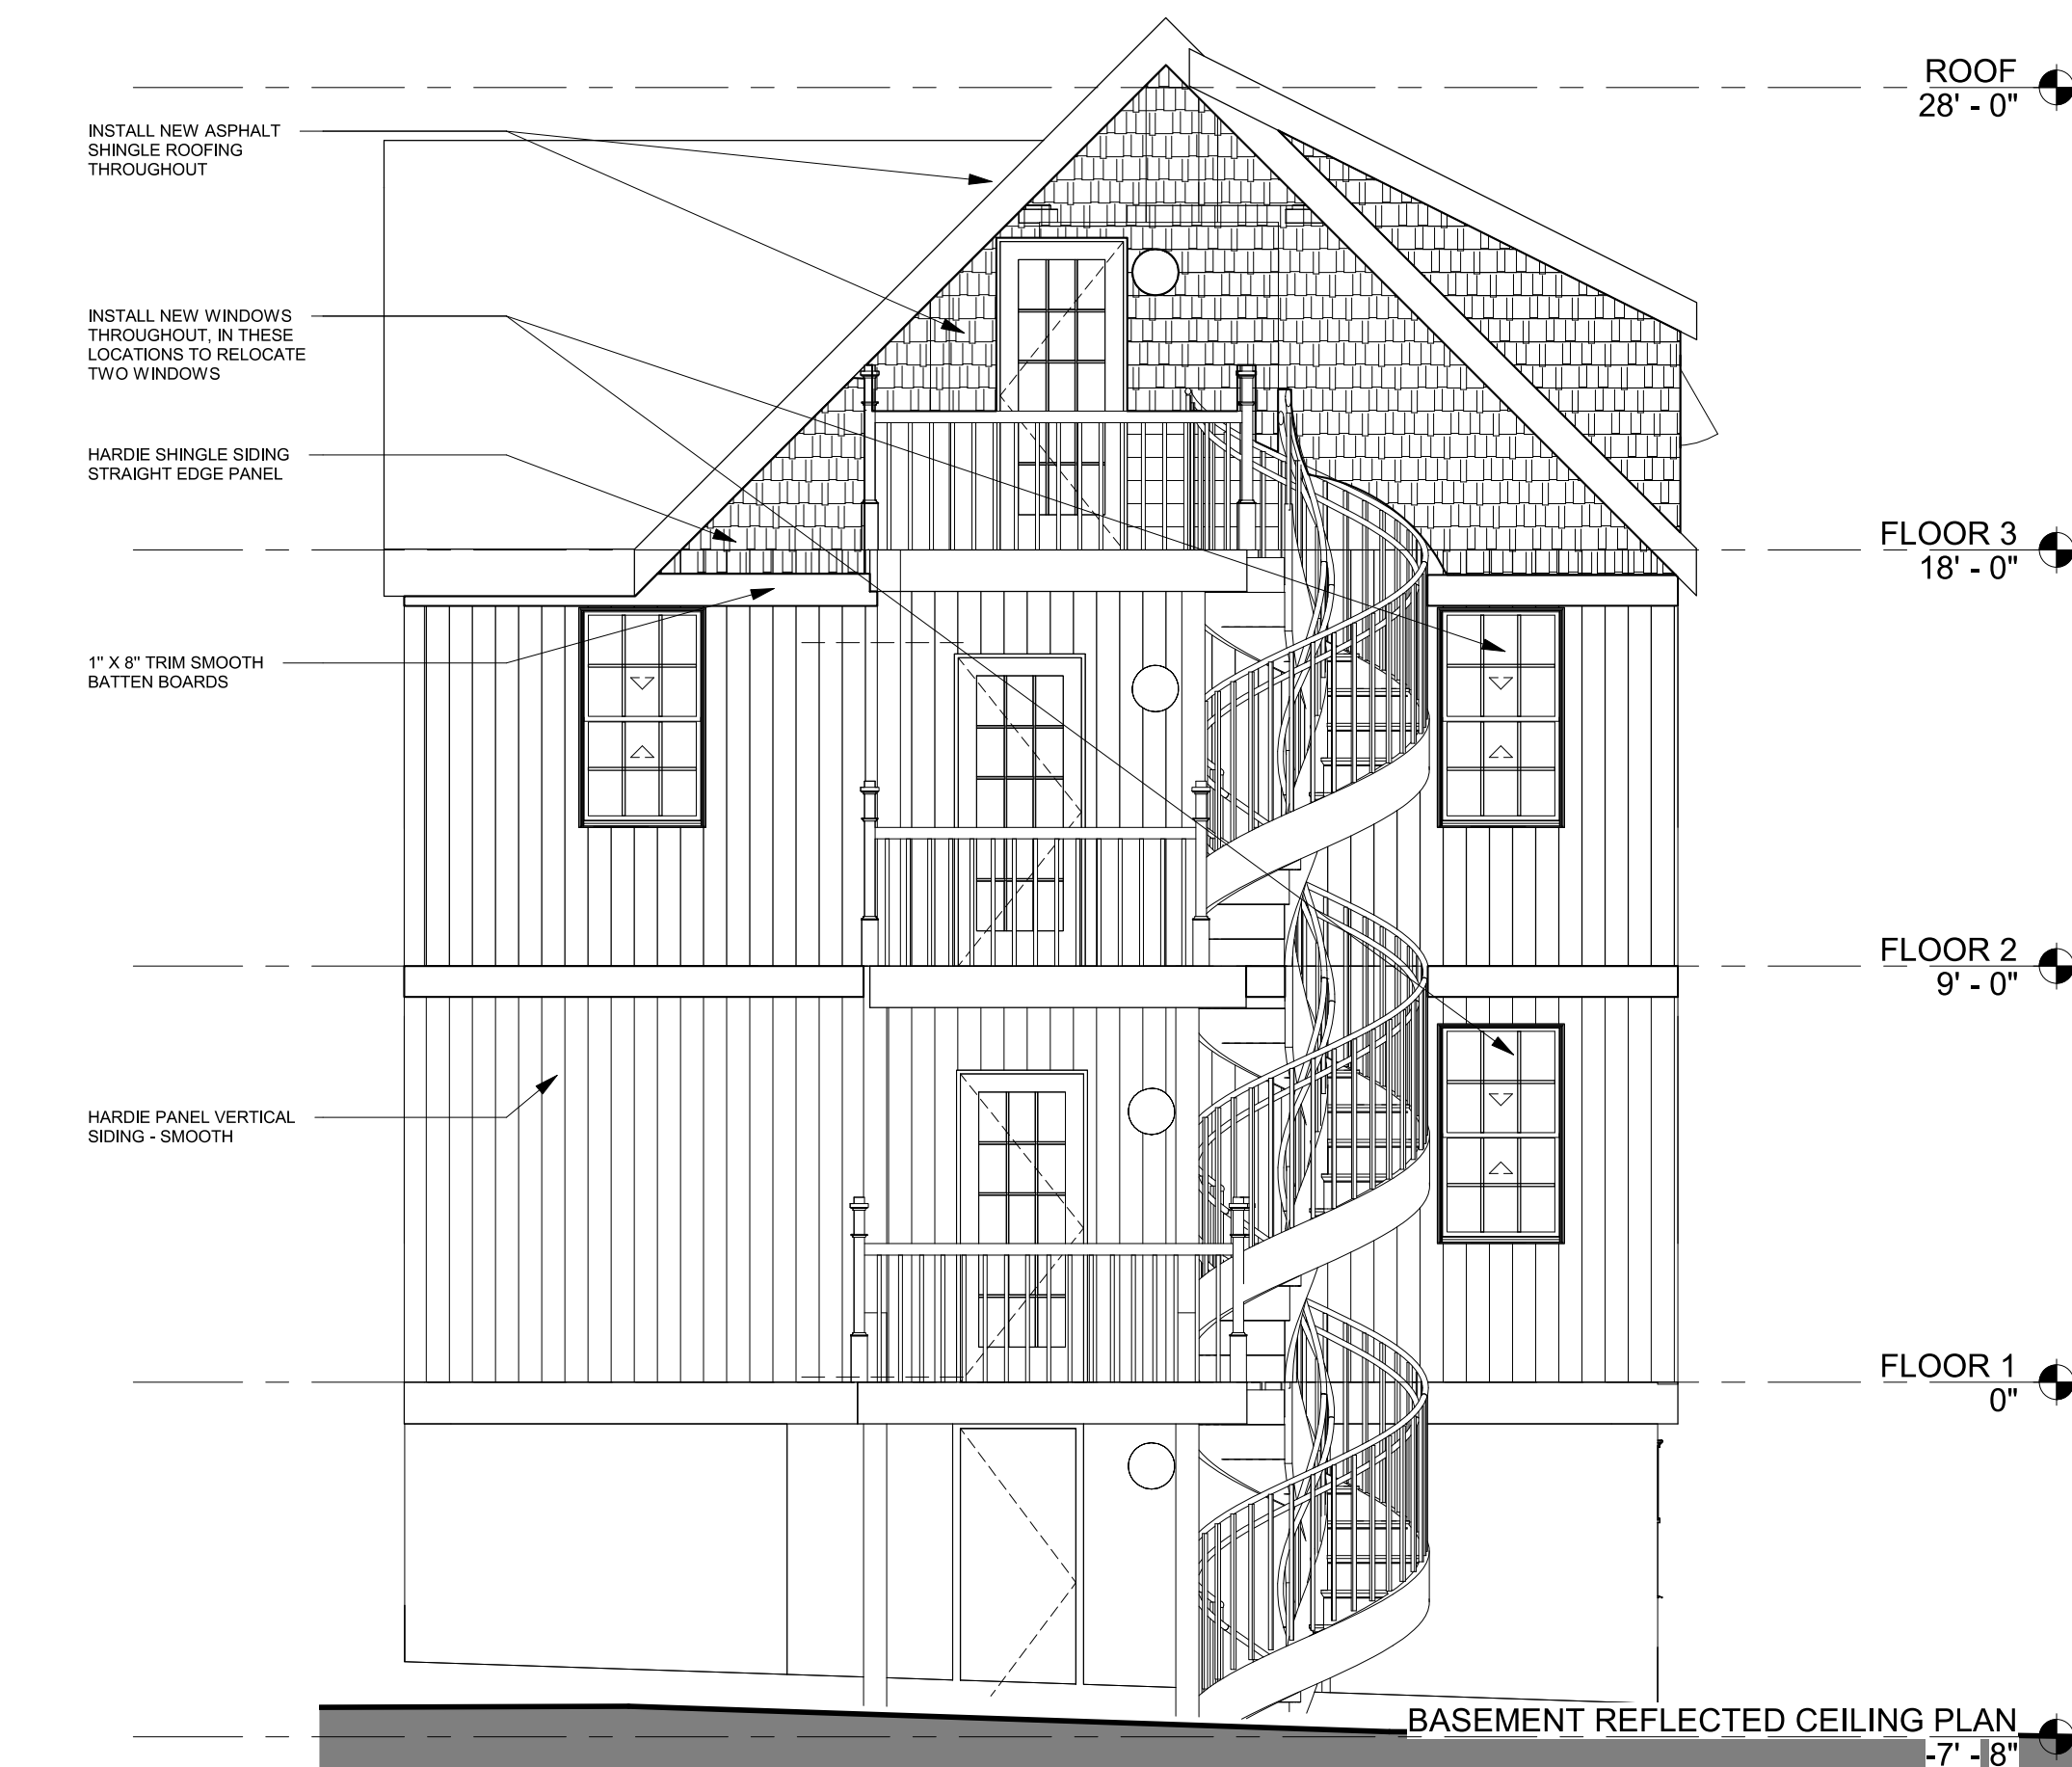 ROOF
28' - 0"
INSTALL NEW ASPHALT
SHINGLE ROOFING
THROUGHOUT
INSTALL NEW WINDOWS
THROUGHOUT, IN THESE
LOCATIONS TO RELOCATE
TWO WINDOWS
HARDIE SHINGLE SIDING
STRAIGHT EDGE PANEL
FLOOR 3
18' - 0"
1" X 8" TRIM SMOOTH
BATTEN BOARDS
FLOOR 2
9' - 0"
HARDIE PANEL VERTICAL
SIDING - SMOOTH
FLOOR 1
0"
BASEMENT REFLECTED CEILING PLAN
-7' - 8"